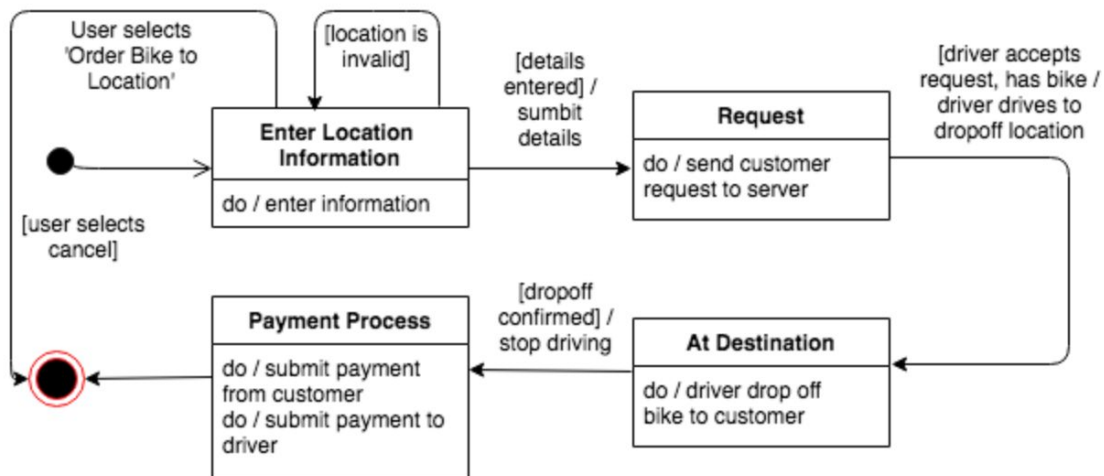 User selects
'Order Bike to
Location'
[location is
invalid]
[details
entered] /
sumbit
details
[driver accepts
request, has bike /
driver drives to
dropoff location
Enter Location
Information
do / enter information
Request
do / send customer
request to server
[user selects
cancel]
Payment Process
do / submit payment
from customer
do / submit payment to
driver
[dropoff
confirmed] /
stop driving
At Destination
do / driver drop off
bike to customer